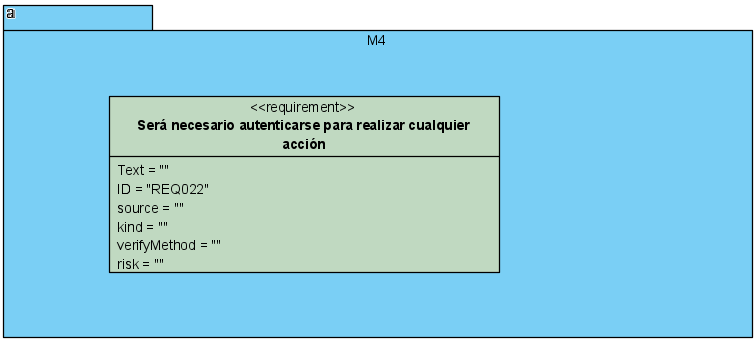 a
M4
<<requirement>>
Será necesario autenticarse para realizar cualquier
acción
Text = ""
ID = "REQ022"
source = ""
kind = ""
verifyMethod = ""
risk = ""